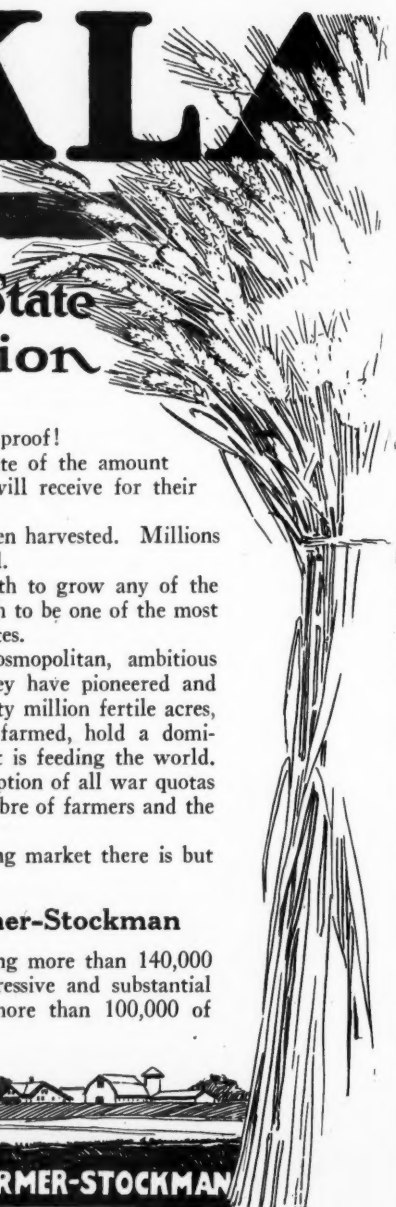 KLA
State
ion
proof!
te of the amount
will receive for their
en harvested. Millions
l.
th to grow any of the
n to be one of the most
es.
osmopolitan, ambitious
ey have pioneered and
ty million fertile acres,
farmed, hold a domi-
t is feeding the world.
ption of all war quotas
bre of farmers and the
ng market there is but
er-Stockman
ng more than 140,000
ressive and substantial
more than 100,000 of
RMER-STOCKMAN